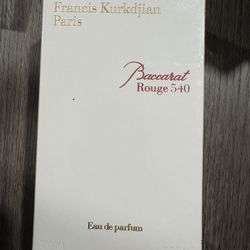 Francis Kurkdjian
Paris
Baccarat
Rouge 540
Eau de parfum